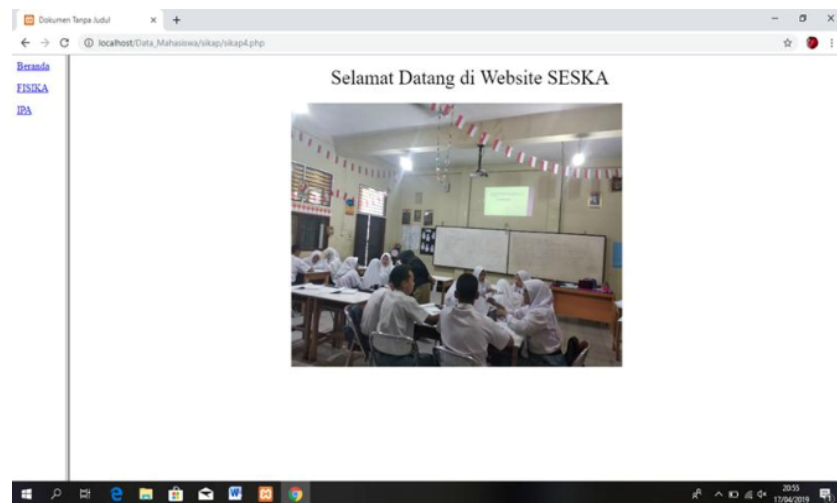 Dokumen Tanpa Judul
localhost/Data_Mahasiswa/sikap/sikap4.php
Beranda
FISIKA
IPA
Selamat Datang di Website SESKA
20:55
17/04/2019